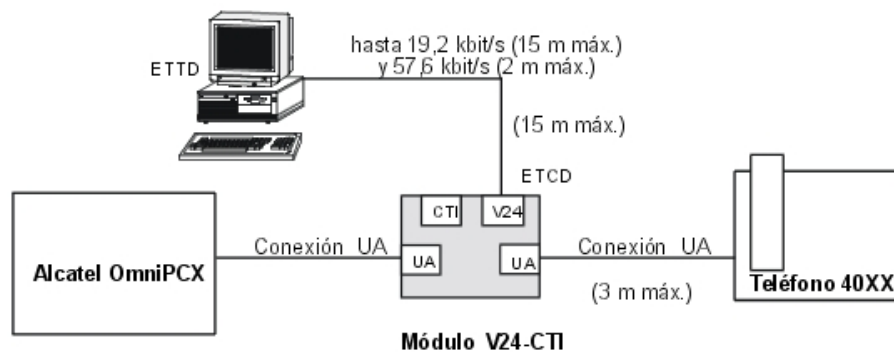 hasta 19,2 kbit/s (15 m máx.)
y 57,6 kbit/s (2 m máx.)
ETTD
(15 m máx.)
ETCD
CTI
V24
Conexión UA
Conexión UA
UA
UA
Alcatel OmniPCX
Teléfono 40XX
(3 m máx.)
Módulo V24-CTI